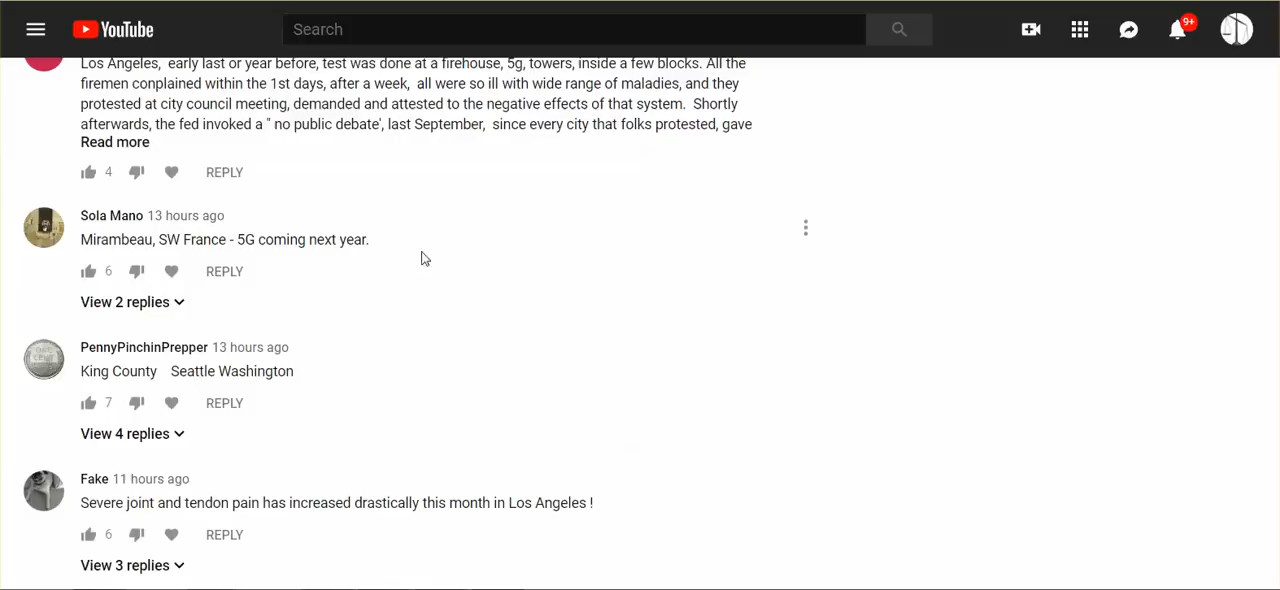 YouTube
Search
9+
Los Angeles,  early last or year before, test was done at a firehouse, 5g, towers, inside a few blocks. All the
firemen conplained within the 1st days, after a week,  all were so ill with wide range of maladies, and they
protested at city council meeting, demanded and attested to the negative effects of that system.  Shortly
afterwards, the fed invoked a " no public debate', last September,  since every city that folks protested, gave
Read more
4 REPLY
Sola Mano 13 hours ago
Mirambeau, SW France - 5G coming next year.
6 REPLY
View 2 replies
PennyPinchinPrepper 13 hours ago
King County    Seattle Washington
7 REPLY
View 4 replies
Fake 11 hours ago
Severe joint and tendon pain has increased drastically this month in Los Angeles !
6 REPLY
View 3 replies